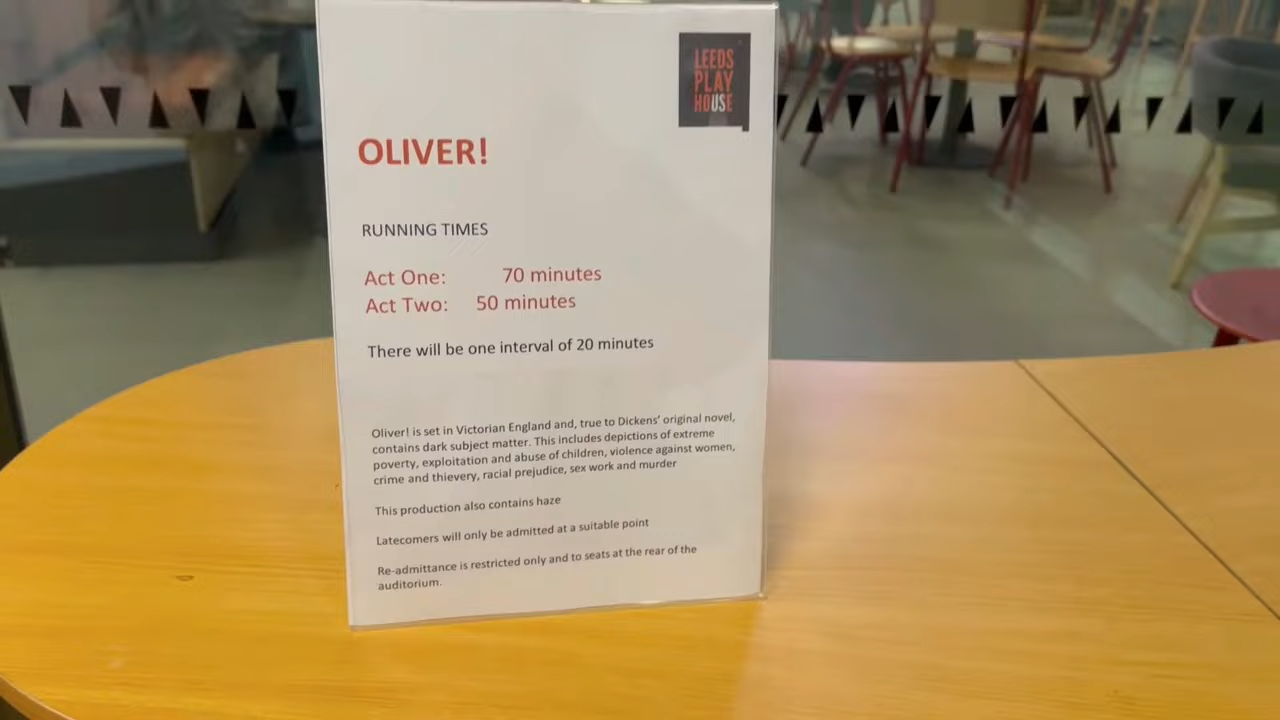 LEEDS
PLAY
HOUSE
OLIVER!
RUNNING TIMES
Act One: 70 minutes
Act Two: 50 minutes
There will be one interval of 20 minutes
Oliver! is set in Victorian England and, true to Dickens' original novel,
contains dark subject matter. This includes depictions of extreme
poverty, exploitation and abuse of children, violence against women,
crime and thievery, racial prejudice, sex work and murder
This production also contains haze
Latecomers will only be admitted at a suitable point
Re-admittance is restricted only and to seats at the rear of the
auditorium.